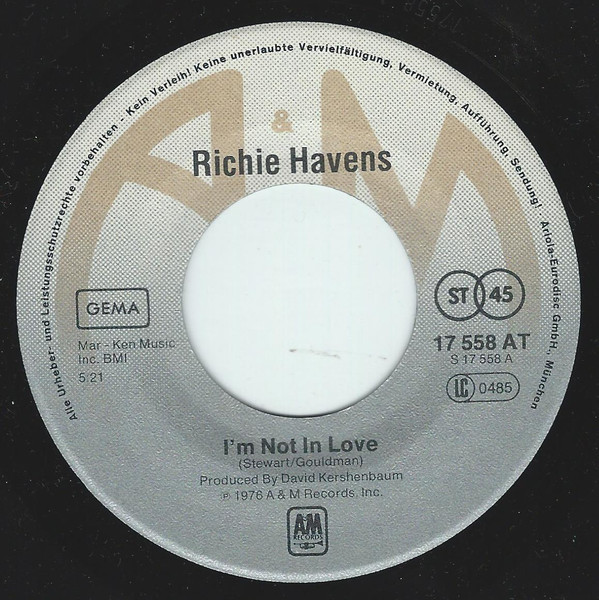 Alle Urheber- und Leistungsschutzrechte vorbehalten - Kein Verleih! Keine unerlaubte Vervielfältigung, Vermietung, Aufführung, Sendung! - Ariola-Eurodisc GmbH., München
A & M
Richie Havens
GEMA
Mar - Ken Music
Inc. BMI
5:21
ST 45
17 558 AT
S 17 558 A
LC 0485
I'm Not In Love
(Stewart/Gouldman)
Produced By David Kershenbaum
℗ 1976 A & M Records, Inc.
A&M
RECORDS